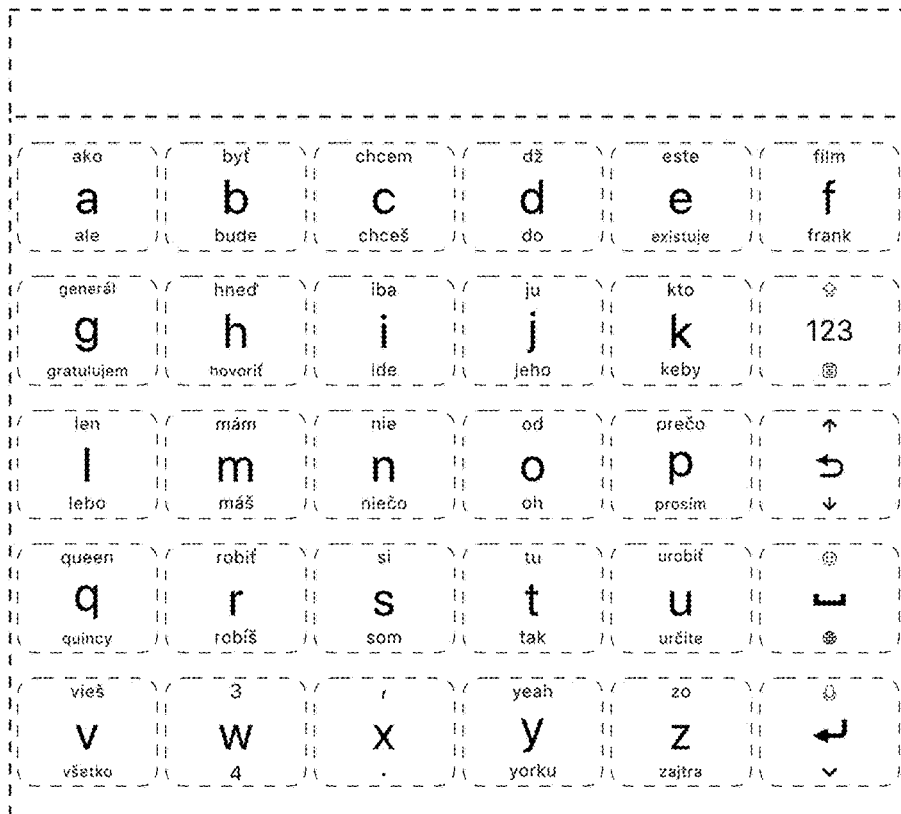 ako byť chcem dž este film
a b c d e f
ale bude chceš do existuje frank
generál hneď iba ju kto
g h i j k 123
gratulujem hovoriť ide jeho keby
len mám nie od prečo
l m n o p
lebo máš niečo oh prosím
queen robiť si tu urobiť
q r s t u
quincy robíš som tak určite
vieš 3 , yeah zo
v w x y z
všetko 4 . yorku zajtra